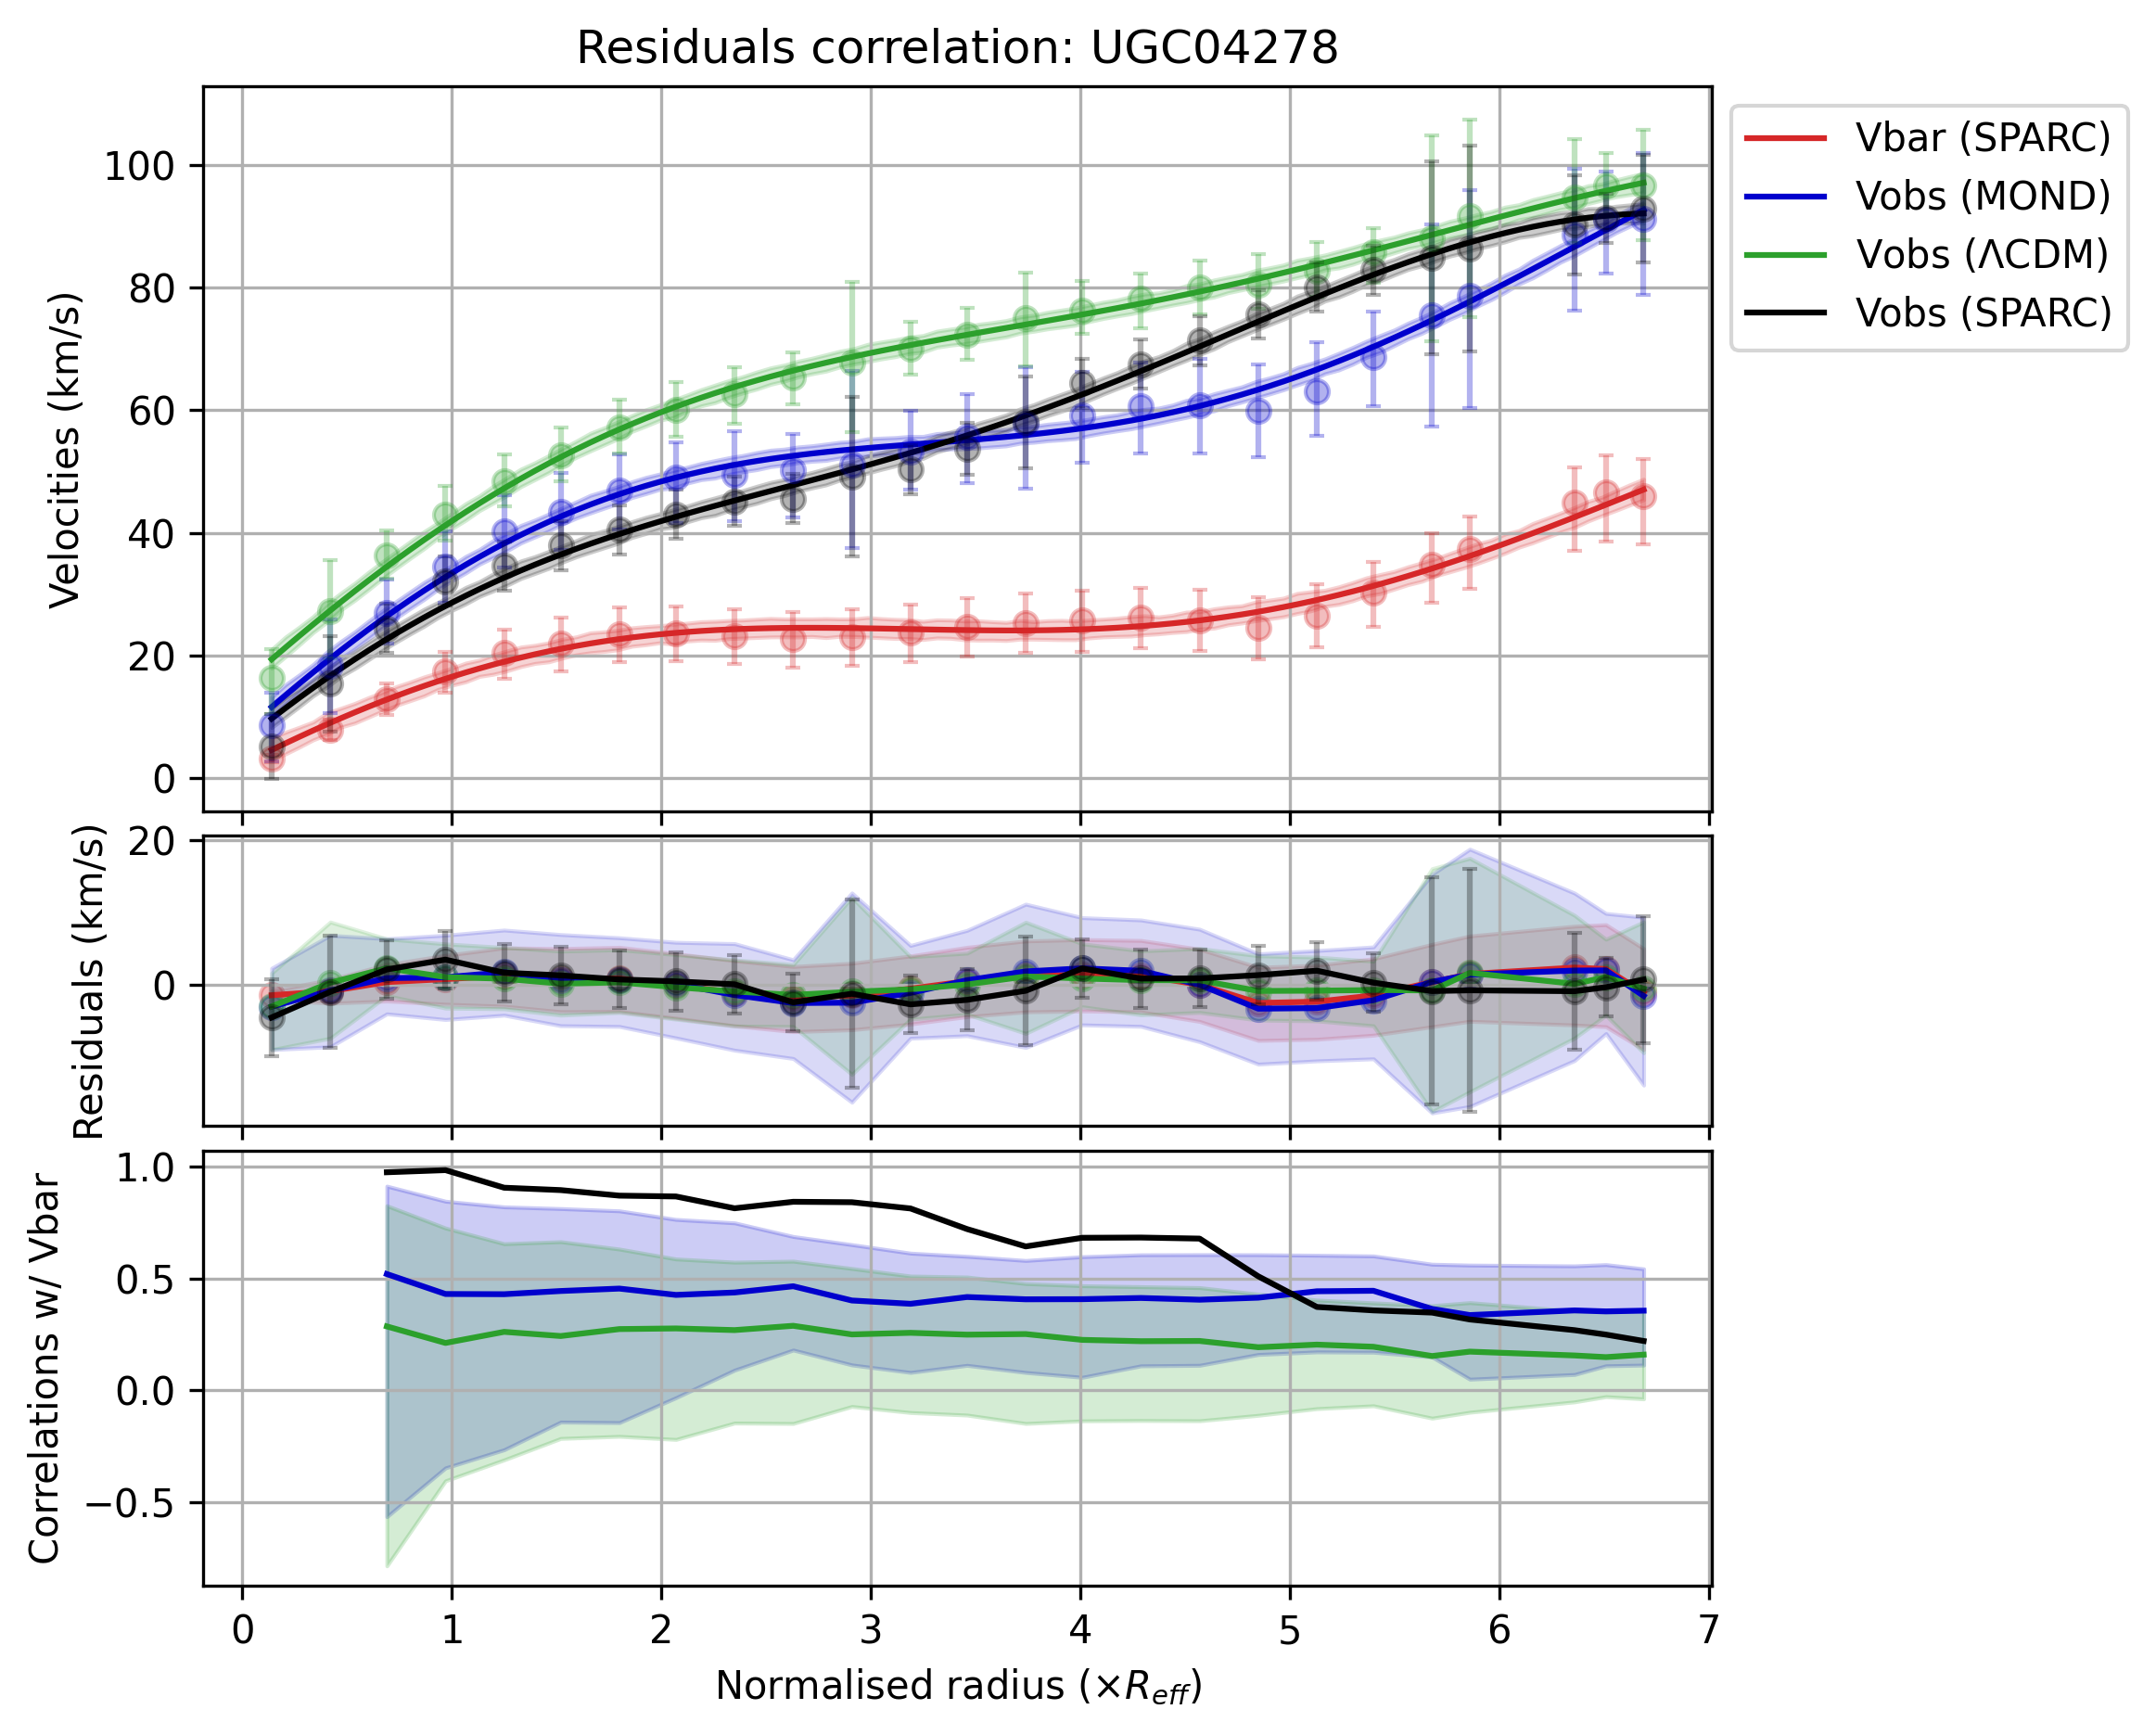 Residuals correlation: UGC04278
Vbar (SPARC)
Vobs (MOND)
Vobs (ΛCDM)
Vobs (SPARC)
Velocities (km/s)
100
80
60
40
20
0
Residuals (km/s)
20
0
Correlations w/ Vbar
1.0
0.5
0.0
−0.5
0 1 2 3 4 5 6 7
Normalised radius (×R_eff)